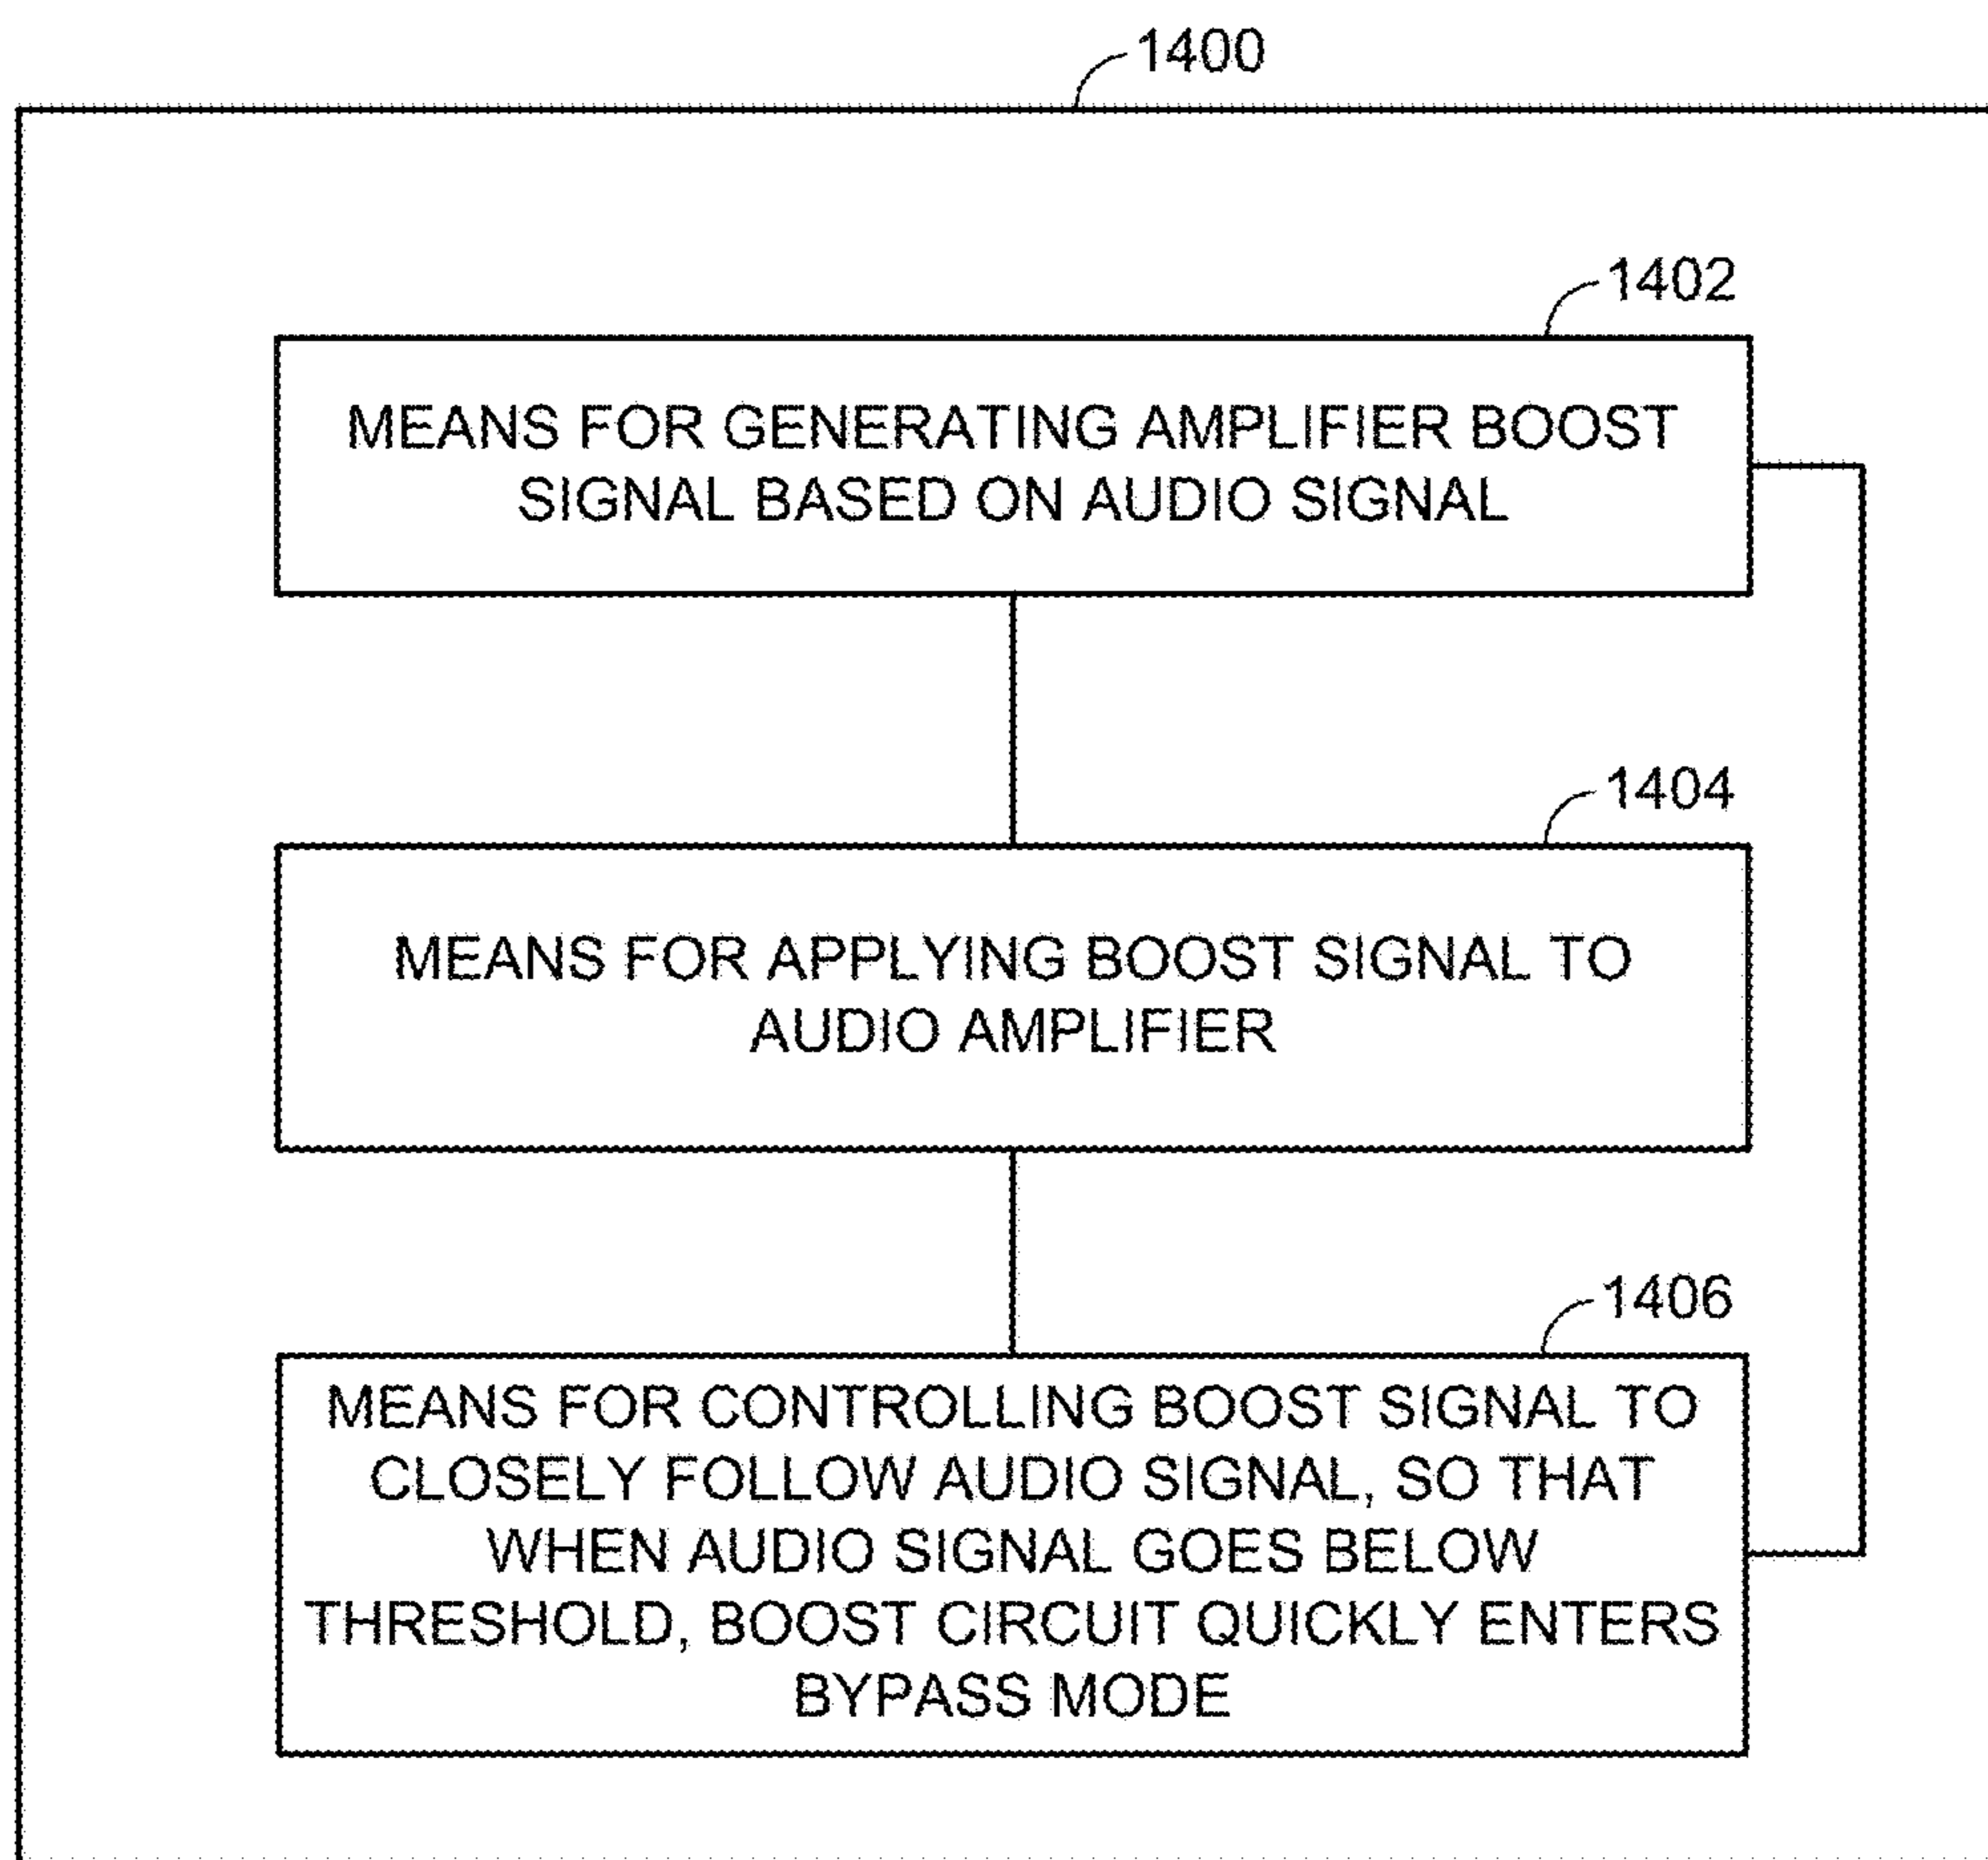 1400
1402
MEANS FOR GENERATING AMPLIFIER BOOST
SIGNAL BASED ON AUDIO SIGNAL
1404
MEANS FOR APPLYING BOOST SIGNAL TO
AUDIO AMPLIFIER
1406
MEANS FOR CONTROLLING BOOST SIGNAL TO
CLOSELY FOLLOW AUDIO SIGNAL, SO THAT
WHEN AUDIO SIGNAL GOES BELOW
THRESHOLD, BOOST CIRCUIT QUICKLY ENTERS
BYPASS MODE